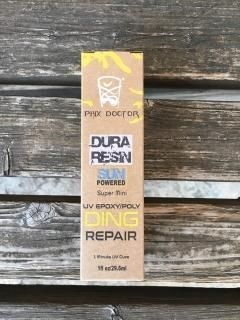 PHIX DOCTOR
DURA
RESIN
SUN
POWERED
Super Mini
UV EPOXY/POLY
DING
REPAIR
1 Minute UV Cure
1fl oz/29.6ml